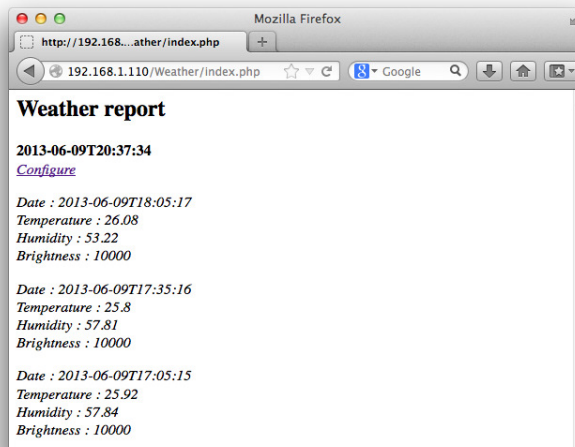 Mozilla Firefox
http://192.168....ather/index.php
192.168.1.110/Weather/index.php
Google
Weather report
2013-06-09T20:37:34
Configure
Date : 2013-06-09T18:05:17
Temperature : 26.08
Humidity : 53.22
Brightness : 10000
Date : 2013-06-09T17:35:16
Temperature : 25.8
Humidity : 57.81
Brightness : 10000
Date : 2013-06-09T17:05:15
Temperature : 25.92
Humidity : 57.84
Brightness : 10000